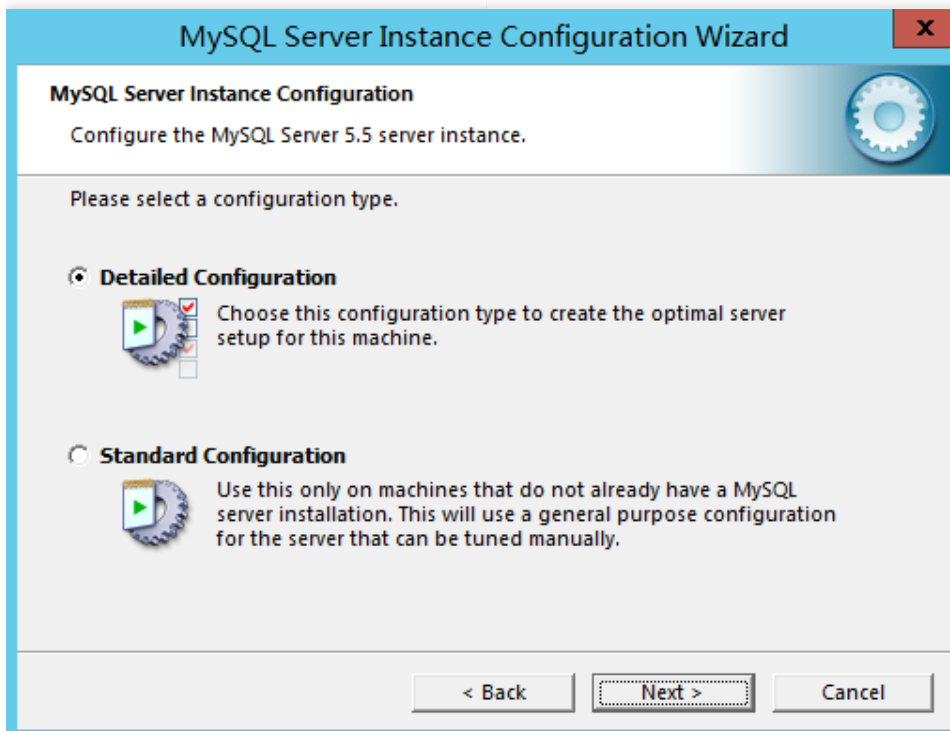 MySQL Server Instance Configuration Wizard
x
MySQL Server Instance Configuration
Configure the MySQL Server 5.5 server instance.
Please select a configuration type.
Detailed Configuration
Choose this configuration type to create the optimal server
setup for this machine.
Standard Configuration
Use this only on machines that do not already have a MySQL
server installation. This will use a general purpose configuration
for the server that can be tuned manually.
< Back
Next >
Cancel